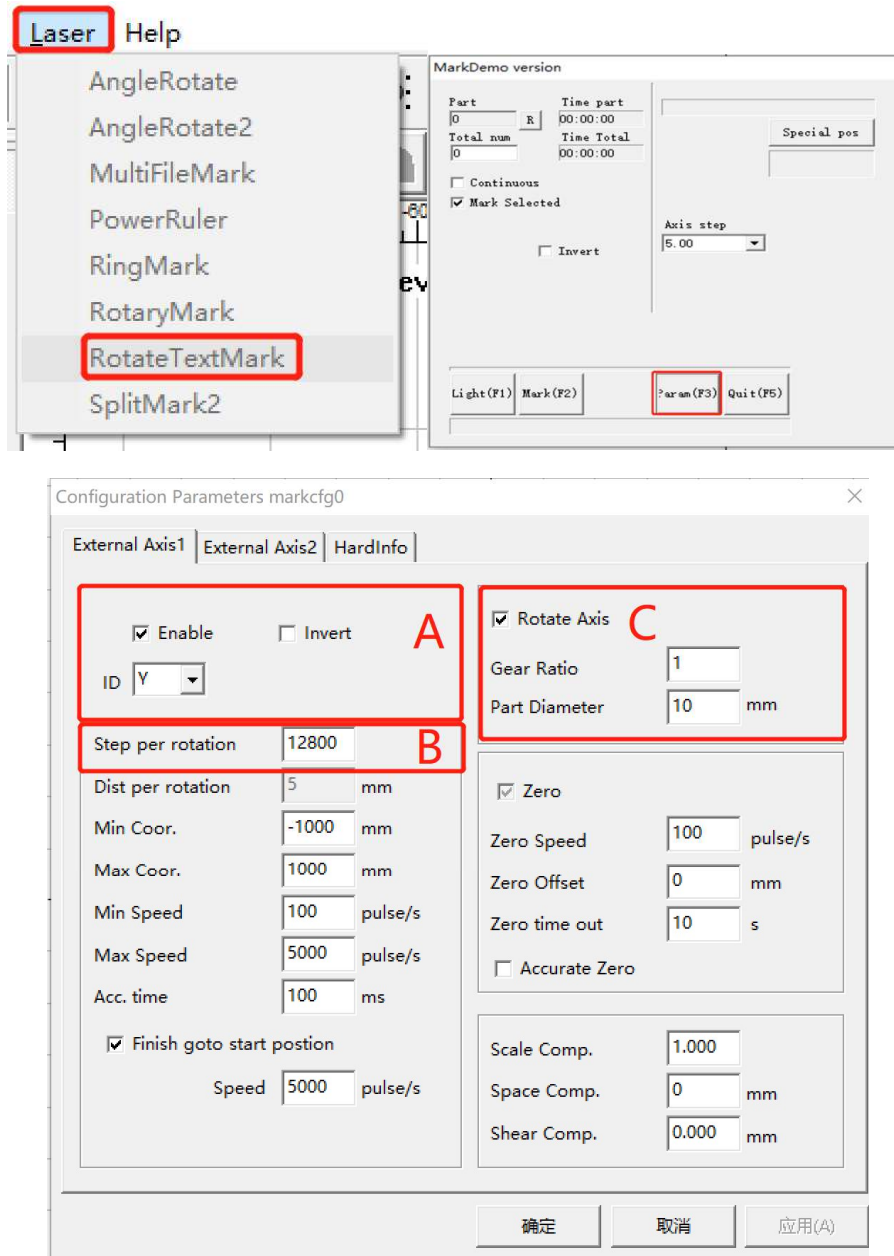 Laser Help
AngleRotate
AngleRotate2
MultiFileMark
PowerRuler
RingMark
RotaryMark
RotateTextMark
SplitMark2
-80
ev
MarkDemo version
Part Time part
0 R 00:00:00
Total num Time Total
0 00:00:00
Special pos
Continuous
Mark Selected
Axis step
5.00
Invert
Light(F1) Mark(F2) Param(F3) Quit(F5)
Configuration Parameters markcfg0
External Axis1 External Axis2 HardInfo
Enable Invert A
ID Y
Step per rotation 12800 B
Dist per rotation 5 mm
Min Coor. -1000 mm
Max Coor. 1000 mm
Min Speed 100 pulse/s
Max Speed 5000 pulse/s
Acc. time 100 ms
Finish goto start postion
Speed 5000 pulse/s
Rotate Axis C
Gear Ratio 1
Part Diameter 10 mm
Zero
Zero Speed 100 pulse/s
Zero Offset 0 mm
Zero time out 10 s
Accurate Zero
Scale Comp. 1.000
Space Comp. 0 mm
Shear Comp. 0.000 mm
确定 取消 应用(A)